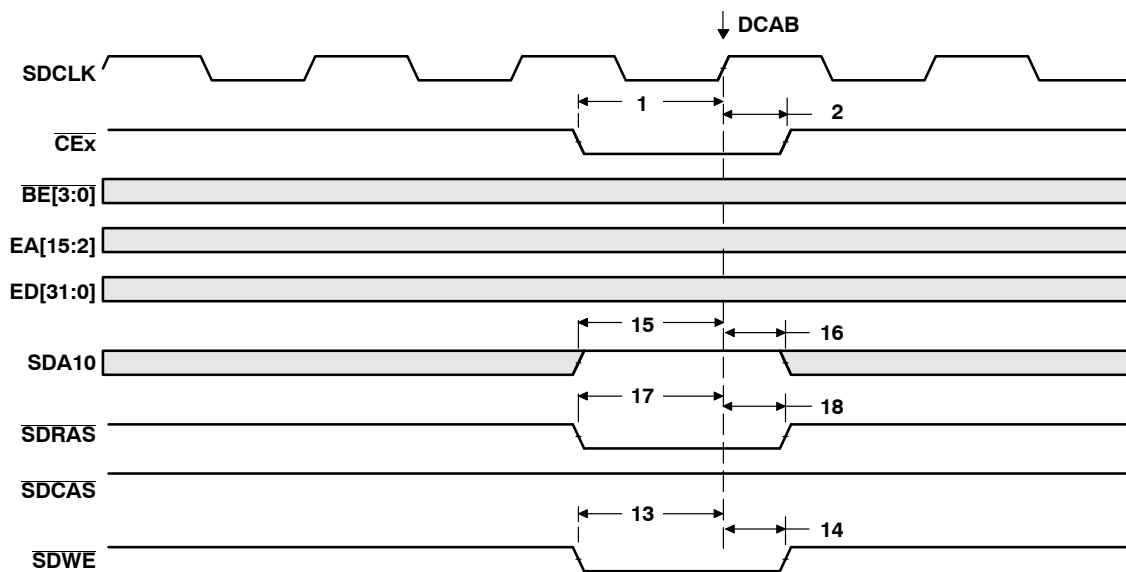 DCAB
SDCLK
1
2
CEx
BE[3:0]
EA[15:2]
ED[31:0]
15
16
SDA10
17
18
SDRAS
SDCAS
13
14
SDWE